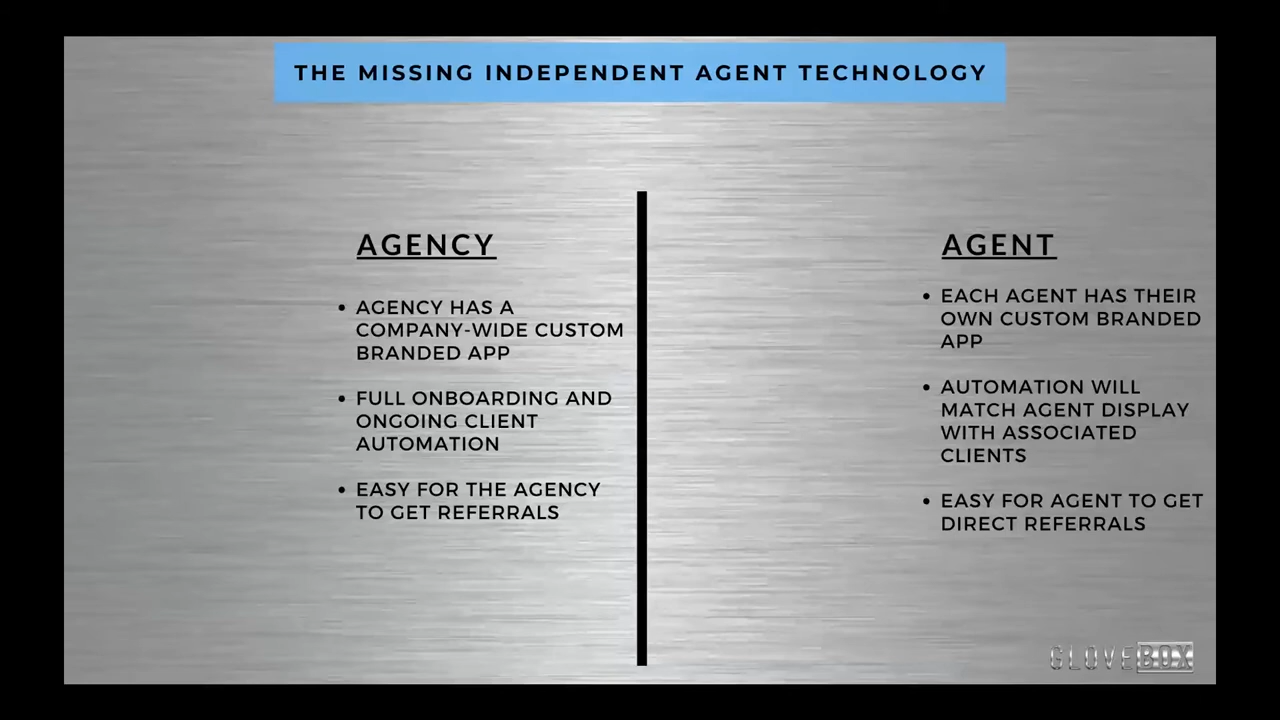 THE MISSING INDEPENDENT AGENT TECHNOLOGY
AGENCY
• AGENCY HAS A
COMPANY-WIDE CUSTOM
BRANDED APP
• FULL ONBOARDING AND
ONGOING CLIENT
AUTOMATION
• EASY FOR THE AGENCY
TO GET REFERRALS
AGENT
• EACH AGENT HAS THEIR
OWN CUSTOM BRANDED
APP
• AUTOMATION WILL
MATCH AGENT DISPLAY
WITH ASSOCIATED
CLIENTS
• EASY FOR AGENT TO GET
DIRECT REFERRALS
GLOVEBOX